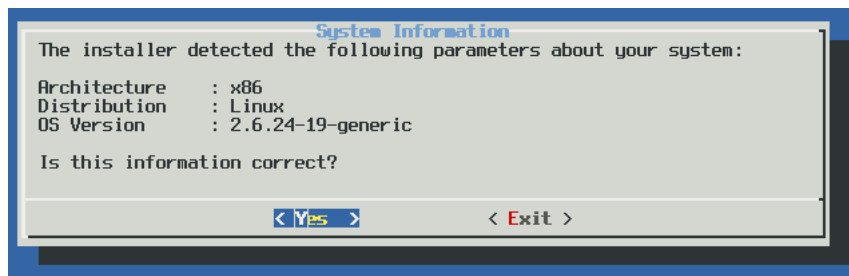 System Information
The installer detected the following parameters about your system:
Architecture : x86
Distribution : Linux
OS Version : 2.6.24-19-generic
Is this information correct?
< Yes > < Exit >